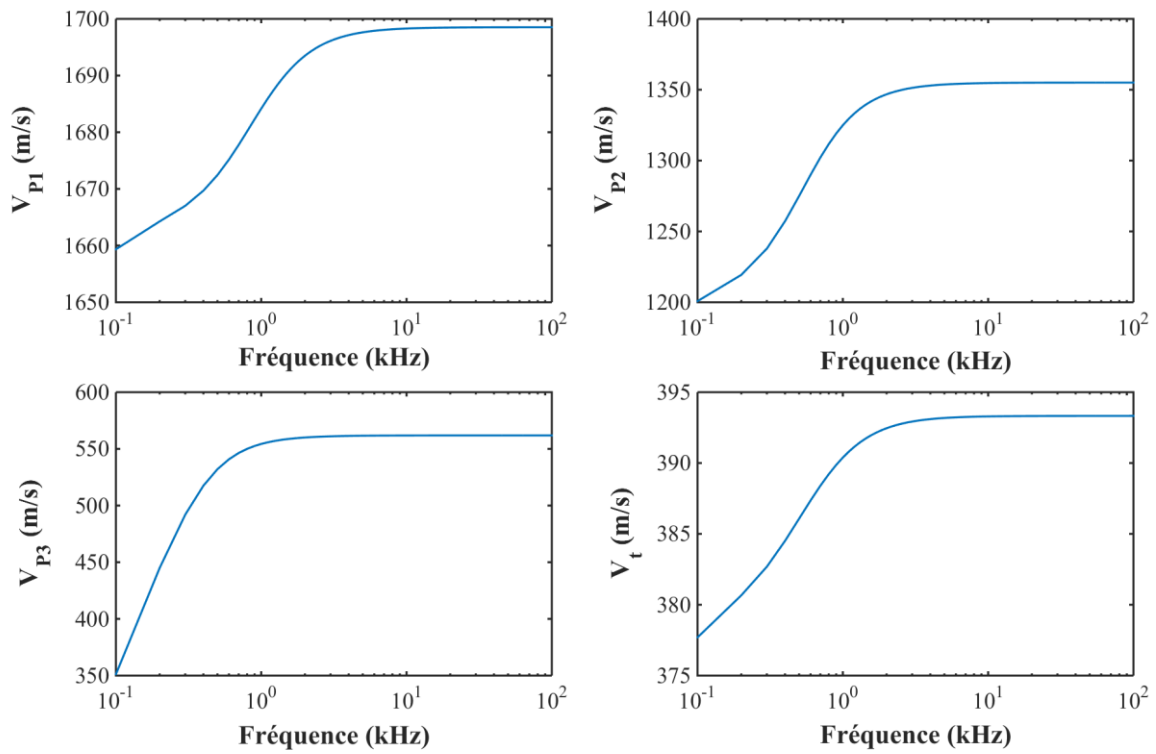 1700
1690
1680
1670
1660
1650
V_P1 (m/s)
10^-1 10^0 10^1 10^2
Fréquence (kHz)
1400
1350
1300
1250
1200
V_P2 (m/s)
10^-1 10^0 10^1 10^2
Fréquence (kHz)
600
550
500
450
400
350
V_P3 (m/s)
10^-1 10^0 10^1 10^2
Fréquence (kHz)
395
390
385
380
375
V_t (m/s)
10^-1 10^0 10^1 10^2
Fréquence (kHz)